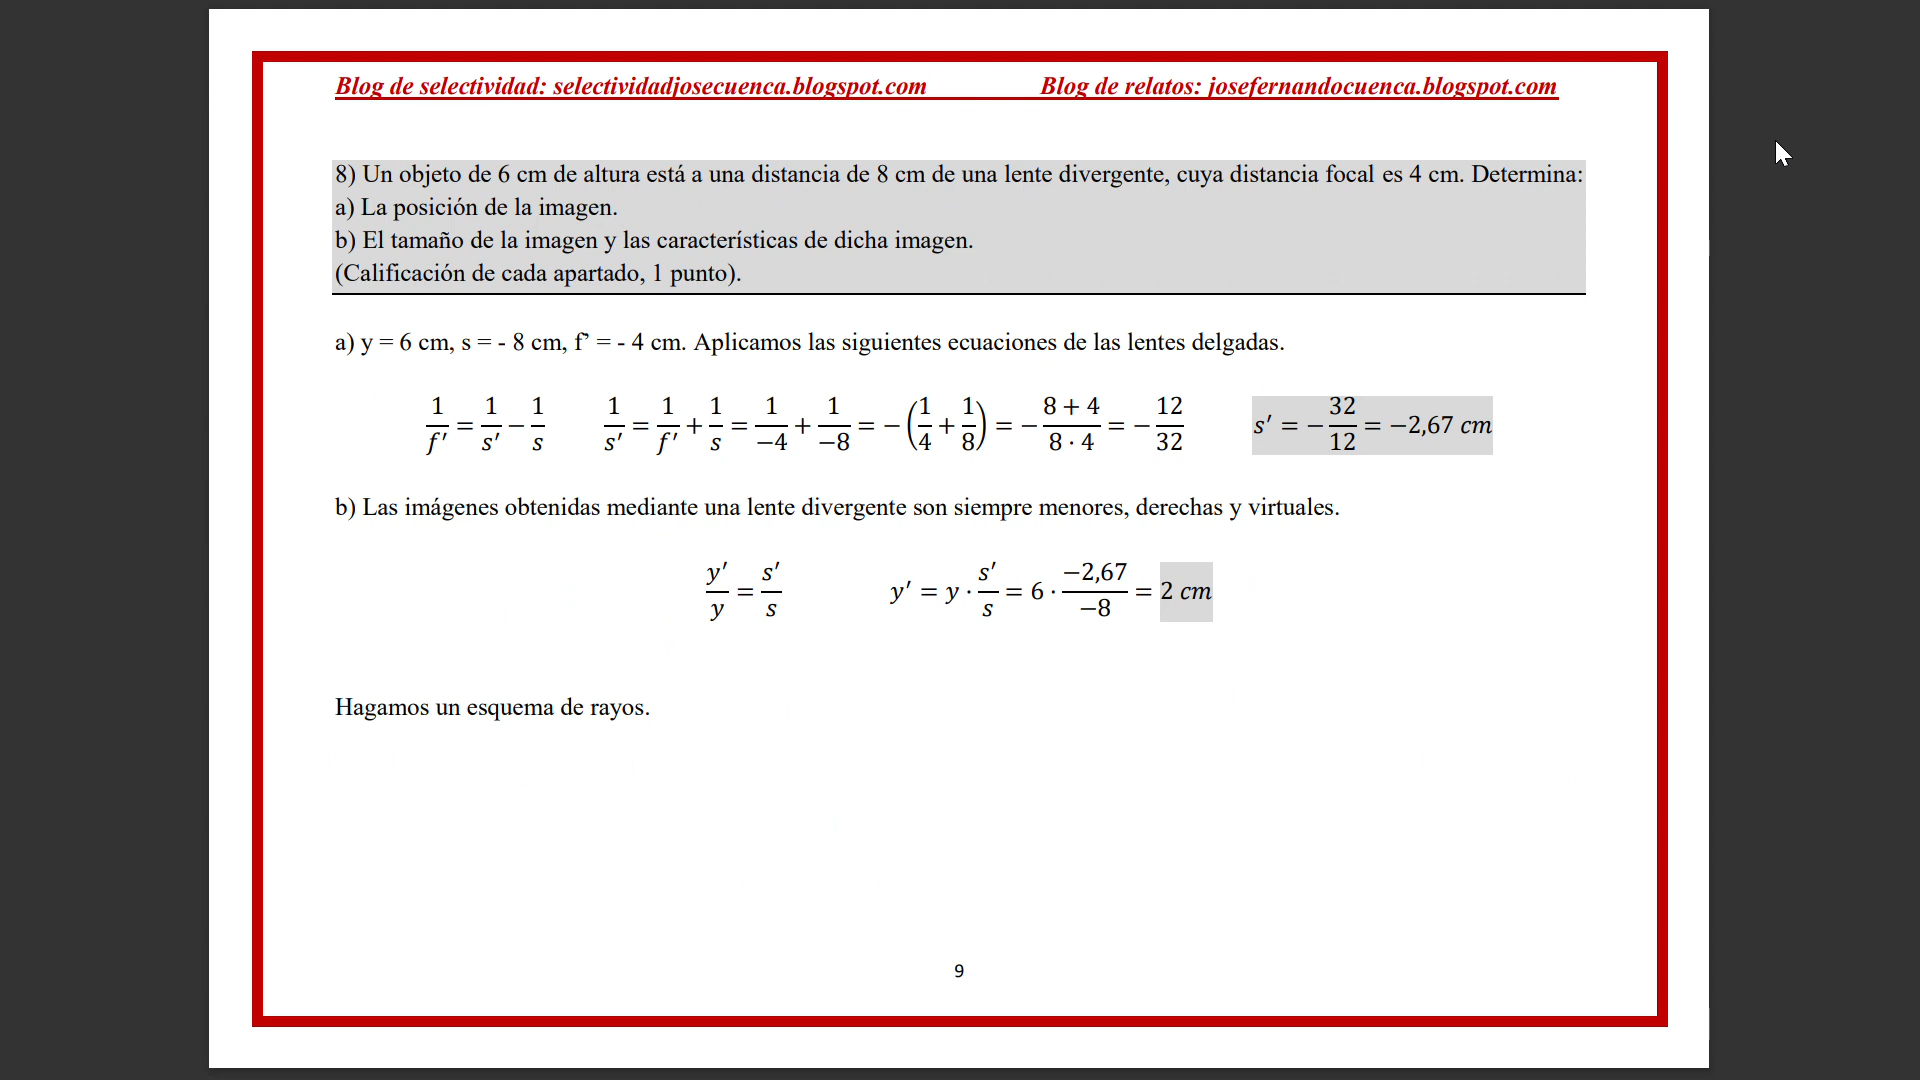 Blog de selectividad: selectividadjosecuenca.blogspot.com Blog de relatos: josefernandocuenca.blogspot.com
8) Un objeto de 6 cm de altura está a una distancia de 8 cm de una lente divergente, cuya distancia focal es 4 cm. Determina:
a) La posición de la imagen.
b) El tamaño de la imagen y las características de dicha imagen.
(Calificación de cada apartado, 1 punto).
a) y = 6 cm, s = - 8 cm, f’ = - 4 cm. Aplicamos las siguientes ecuaciones de las lentes delgadas.
1/f′ = 1/s′ − 1/s 1/s′ = 1/f′ + 1/s = 1/−4 + 1/−8 = −(1/4 + 1/8) = − 8 + 4/8 · 4 = − 12/32 s′ = − 32/12 = −2,67 cm
b) Las imágenes obtenidas mediante una lente divergente son siempre menores, derechas y virtuales.
y′/y = s′/s y′ = y · s′/s = 6 · −2,67/−8 = 2 cm
Hagamos un esquema de rayos.
9